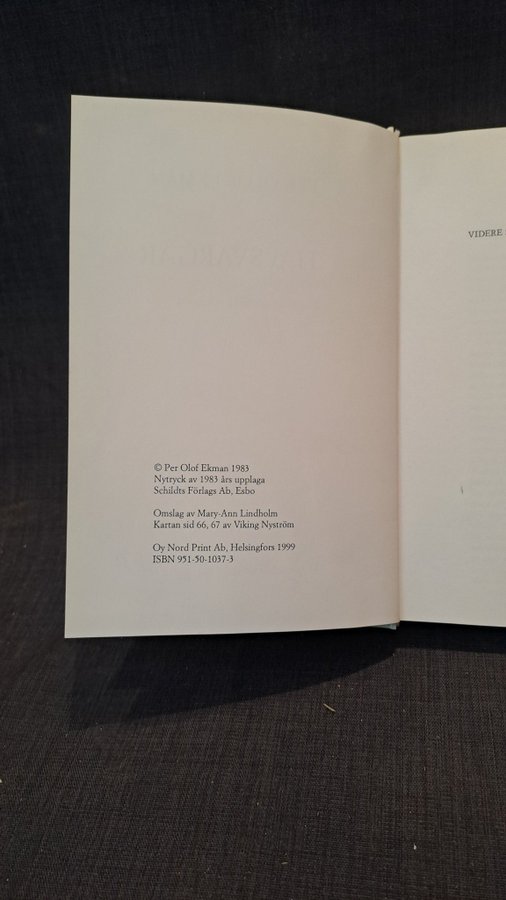 © Per Olof Ekman 1983
Nytryck av 1983 års upplaga
Schildts Förlags Ab, Esbo
Omslag av Mary-Ann Lindholm
Kartan sid 66, 67 av Viking Nyström
Oy Nord Print Ab, Helsingfors 1999
ISBN 951-50-1037-3
VIDERE